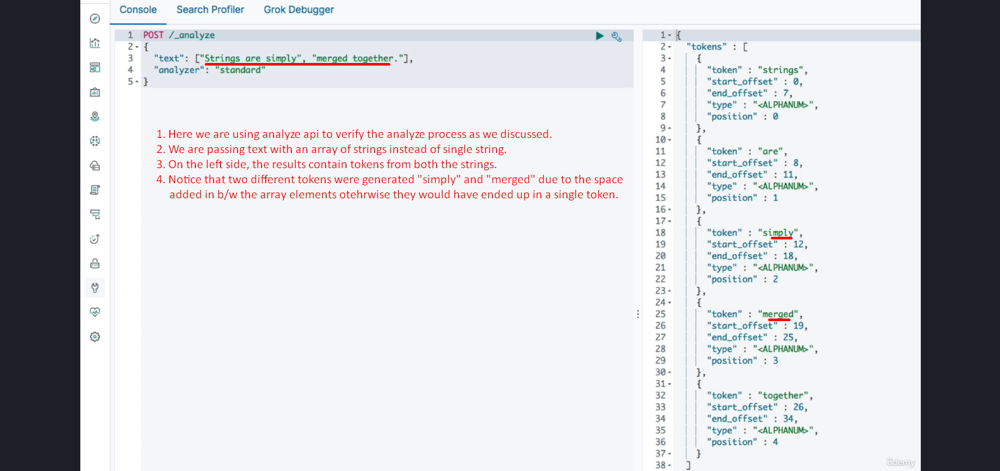 Console Search Profiler Grok Debugger
1 POST /_analyze
2 {
3 "text": ["Strings are simply", "merged together."],
4 "analyzer": "standard"
5 }
1. Here we are using analyze api to verify the analyze process as we discussed.
2. We are passing text with an array of strings instead of single string.
3. On the left side, the results contain tokens from both the strings.
4. Notice that two different tokens were generated "simply" and "merged" due to the space
added in b/w the array elements otehrwise they would have ended up in a single token.
1 {
2 "tokens" : [
3 {
4 "token" : "strings",
5 "start_offset" : 0,
6 "end_offset" : 7,
7 "type" : "<ALPHANUM>",
8 "position" : 0
9 },
10 {
11 "token" : "are",
12 "start_offset" : 8,
13 "end_offset" : 11,
14 "type" : "<ALPHANUM>",
15 "position" : 1
16 },
17 {
18 "token" : "simply",
19 "start_offset" : 12,
20 "end_offset" : 18,
21 "type" : "<ALPHANUM>",
22 "position" : 2
23 },
24 {
25 "token" : "merged",
26 "start_offset" : 19,
27 "end_offset" : 25,
28 "type" : "<ALPHANUM>",
29 "position" : 3
30 },
31 {
32 "token" : "together",
33 "start_offset" : 26,
34 "end_offset" : 34,
35 "type" : "<ALPHANUM>",
36 "position" : 4
37 }
38 ]
ûdemy